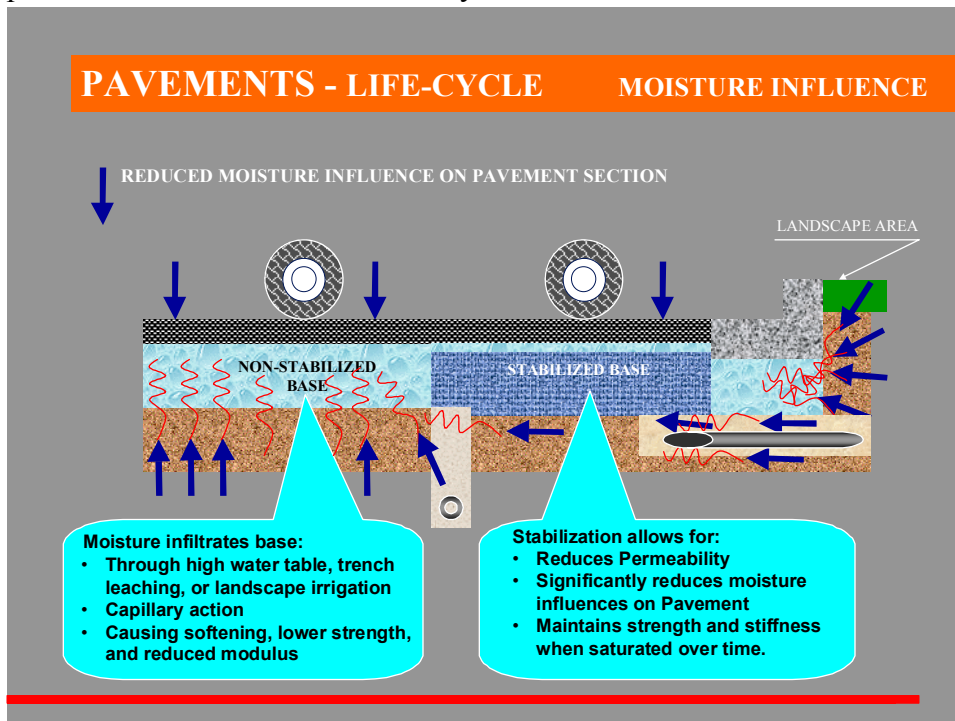 PAVEMENTS - LIFE-CYCLE MOISTURE INFLUENCE
REDUCED MOISTURE INFLUENCE ON PAVEMENT SECTION
LANDSCAPE AREA
NON-STABILIZED
BASE
STABILIZED BASE
Moisture infiltrates base:
• Through high water table, trench
leaching, or landscape irrigation
• Capillary action
• Causing softening, lower strength,
and reduced modulus
Stabilization allows for:
• Reduces Permeability
• Significantly reduces moisture
influences on Pavement
• Maintains strength and stiffness
when saturated over time.